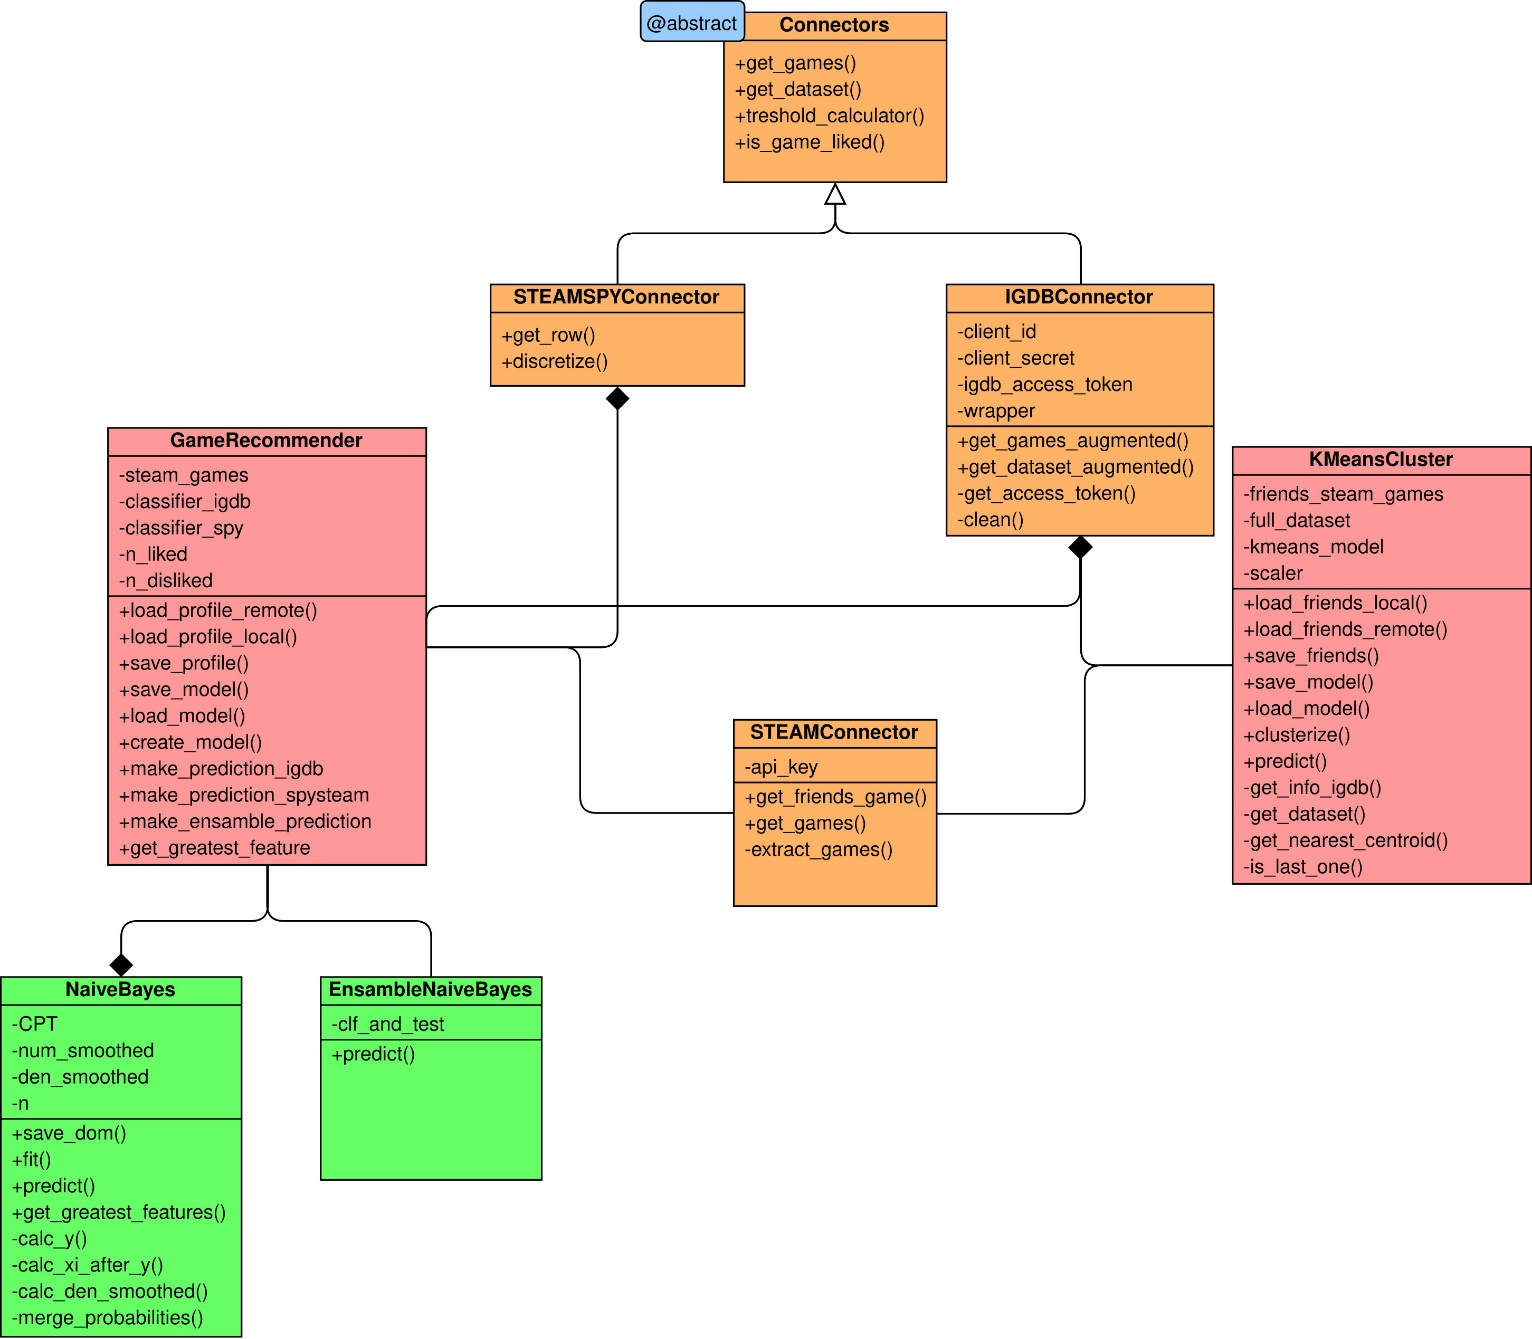 @abstract
Connectors
+get_games()
+get_dataset()
+treshold_calculator()
+is_game_liked()
STEAMSPYConnector
+get_row()
+discretize()
IGDBConnector
-client_id
-client_secret
-igdb_access_token
-wrapper
+get_games_augmented()
+get_dataset_augmented()
-get_access_token()
-clean()
GameRecommender
-steam_games
-classifier_igdb
-classifier_spy
-n_liked
-n_disliked
+load_profile_remote()
+load_profile_local()
+save_profile()
+save_model()
+load_model()
+create_model()
+make_prediction_igdb
+make_prediction_spysteam
+make_ensamble_prediction
+get_greatest_feature
KMeansCluster
-friends_steam_games
-full_dataset
-kmeans_model
-scaler
+load_friends_local()
+load_friends_remote()
+save_friends()
+save_model()
+load_model()
+clusterize()
+predict()
-get_info_igdb()
-get_dataset()
-get_nearest_centroid()
-is_last_one()
STEAMConnector
-api_key
+get_friends_game()
+get_games()
-extract_games()
NaiveBayes
-CPT
-num_smoothed
-den_smoothed
-n
+save_dom()
+fit()
+predict()
+get_greatest_features()
-calc_y()
-calc_xi_after_y()
-calc_den_smoothed()
-merge_probabilities()
EnsambleNaiveBayes
-clf_and_test
+predict()